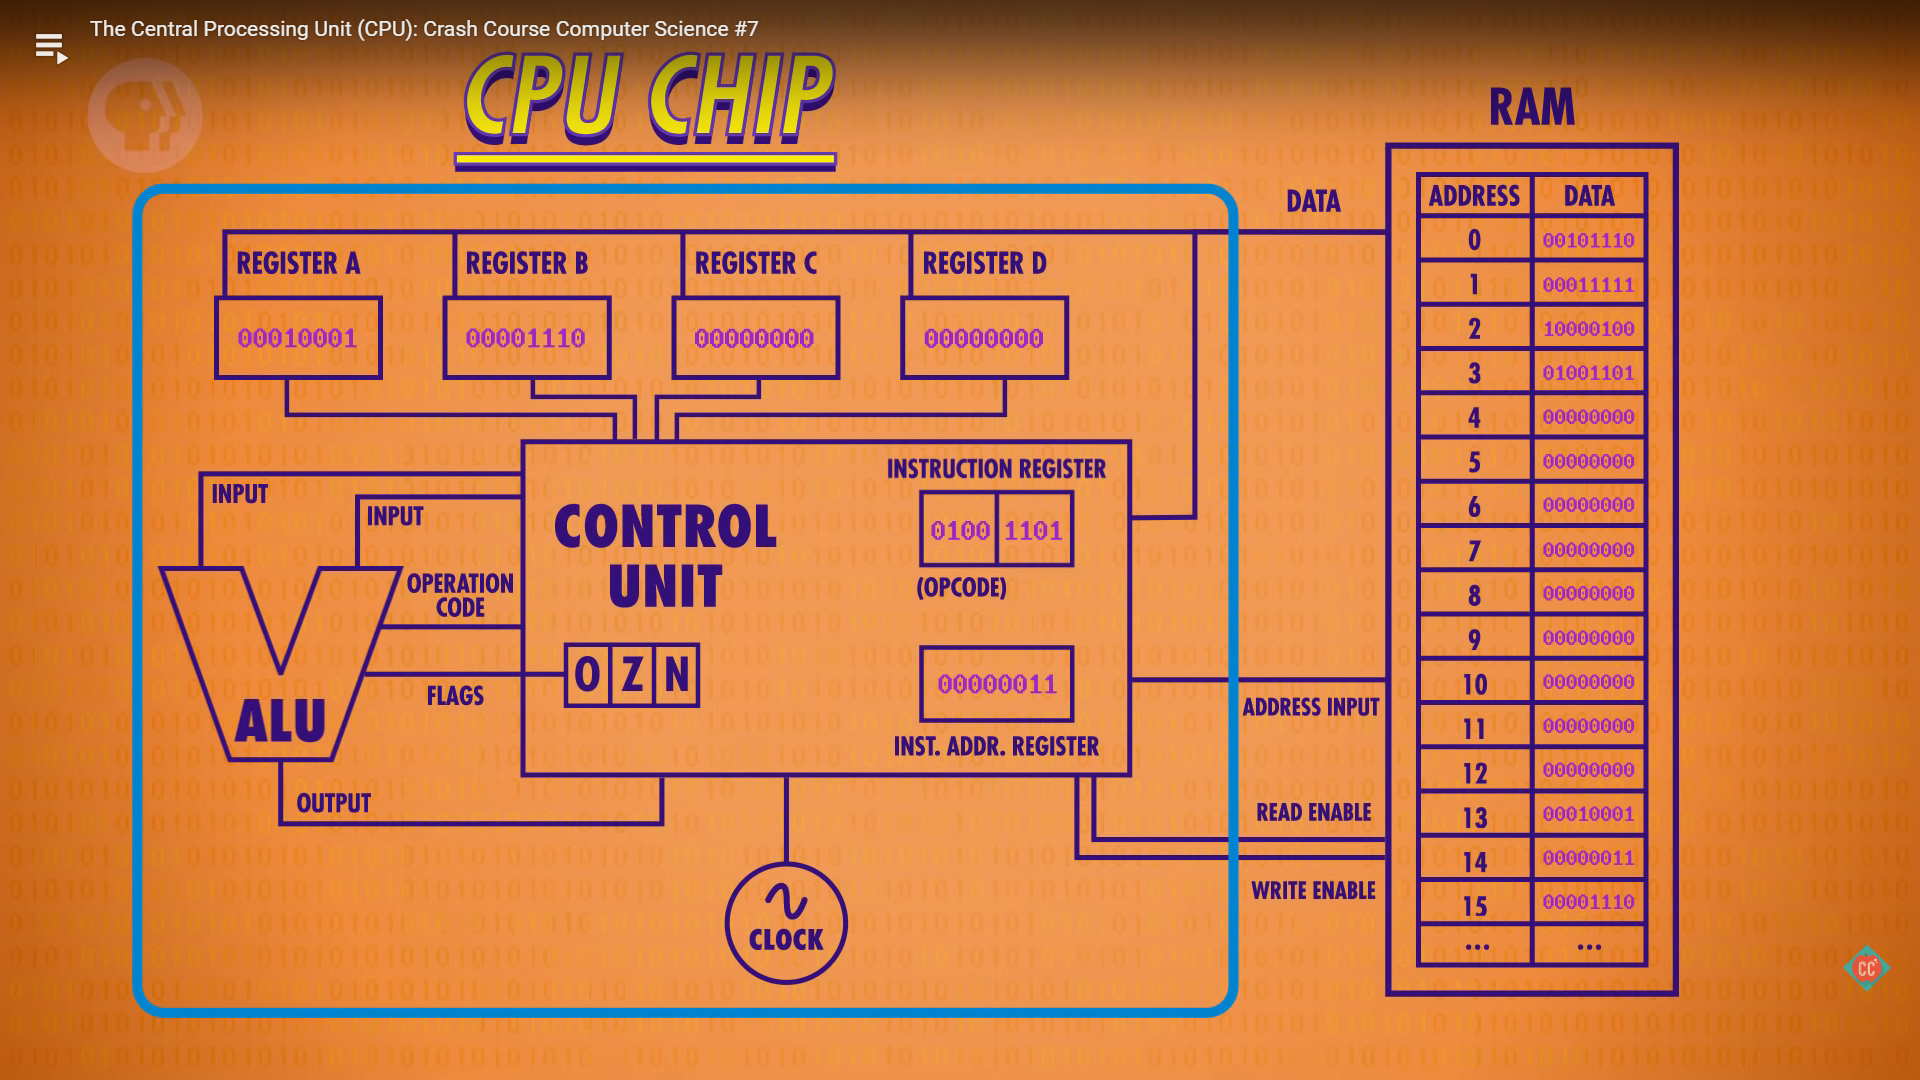 The Central Processing Unit (CPU): Crash Course Computer Science #7
CPU CHIP
RAM
DATA
REGISTER A
REGISTER B
REGISTER C
REGISTER D
00010001
00001110
00000000
00000000
INPUT
INPUT
OPERATION
CODE
FLAGS
ALU
OUTPUT
CONTROL
UNIT
O Z N
INSTRUCTION REGISTER
0100 1101
(OPCODE)
00000011
INST. ADDR. REGISTER
CLOCK
ADDRESS INPUT
READ ENABLE
WRITE ENABLE
ADDRESS DATA
0 00101110
1 00011111
2 10000100
3 01001101
4 00000000
5 00000000
6 00000000
7 00000000
8 00000000
9 00000000
10 00000000
11 00000000
12 00000000
13 00010001
14 00000011
15 00001110
... ...
CC